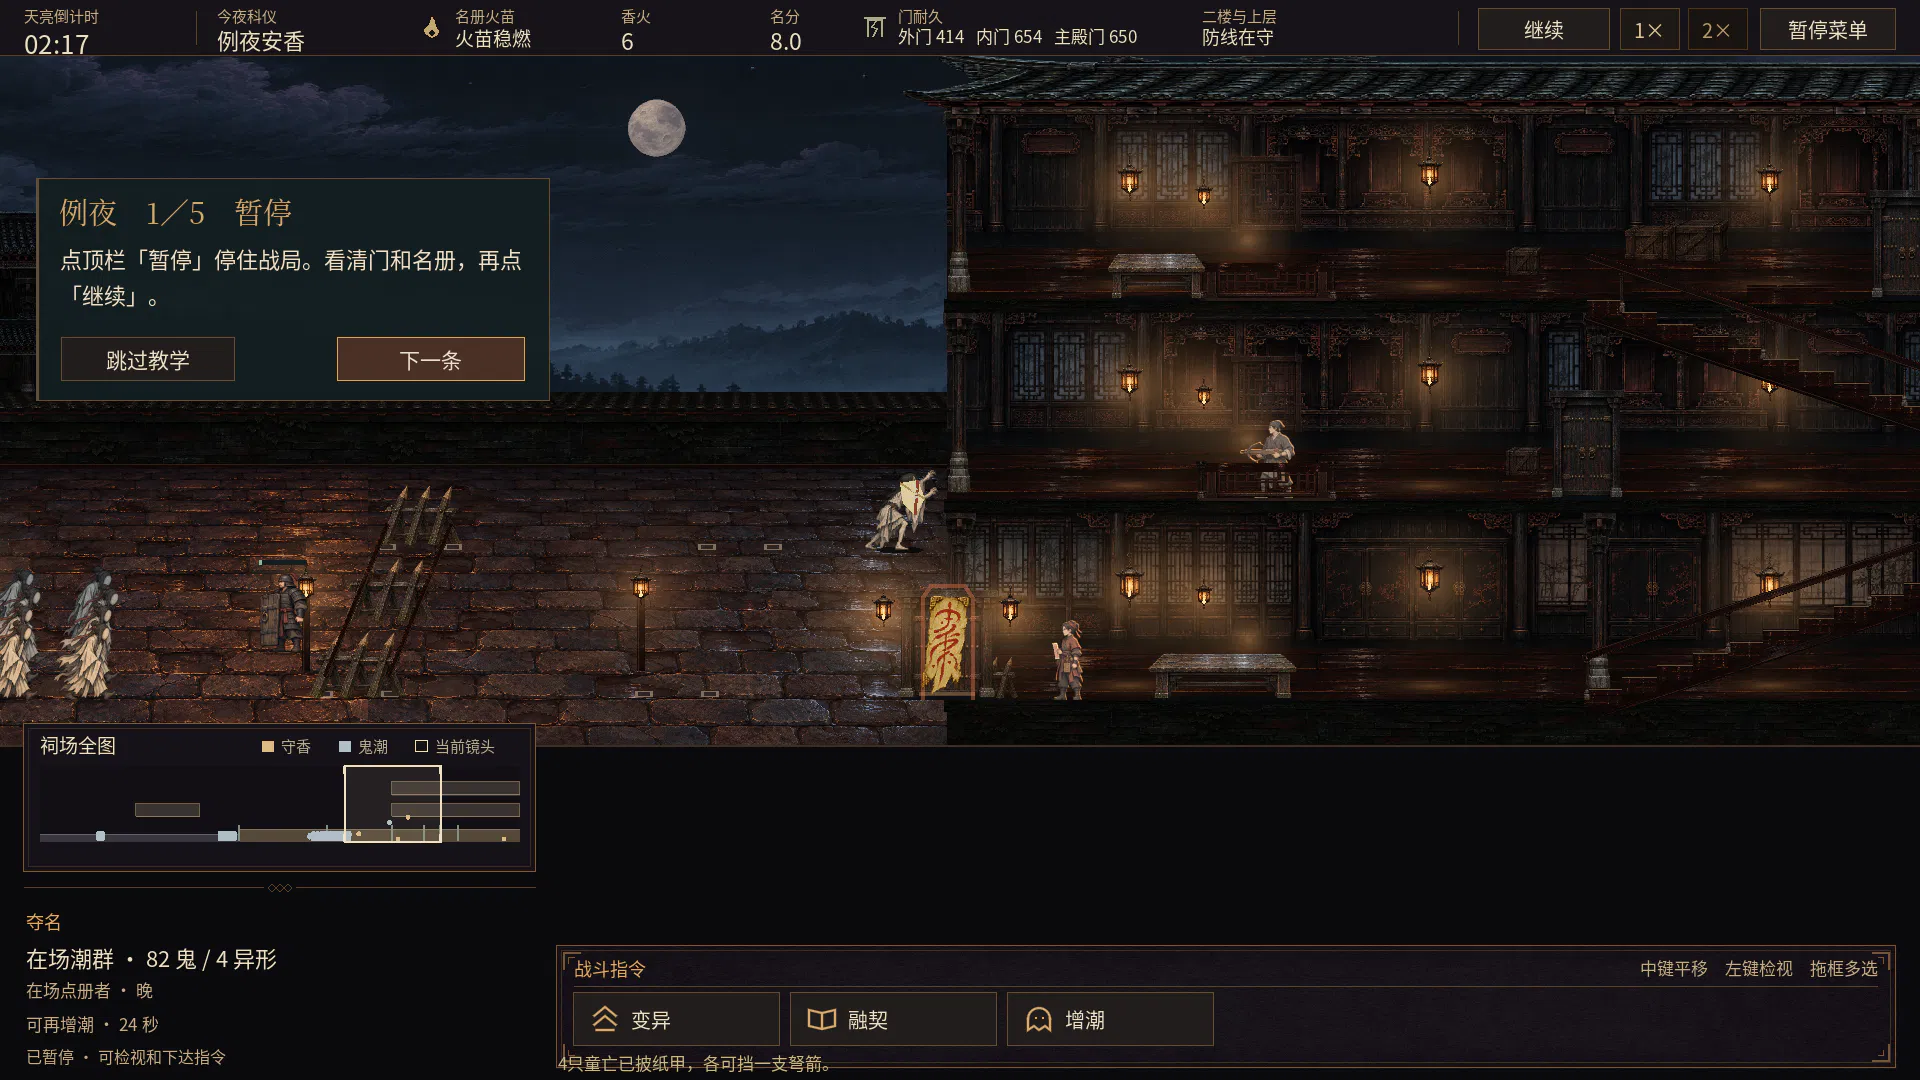 天亮倒计时
02:17
今夜科仪
例夜安香
名册火苗
火苗稳燃
香火
6
名分
8.0
门耐久
外门 414 内门 654 主殿门 650
二楼与上层
防线在守
继续
1×
2×
暂停菜单
例夜 1／5 暂停
点顶栏「暂停」停住战局。看清门和名册，再点
「继续」。
跳过教学
下一条
祠场全图
守香
鬼潮
当前镜头
夺名
在场潮群 · 82 鬼 / 4 异形
在场点册者 · 晚
可再增潮 · 24 秒
已暂停 · 可检视和下达指令
战斗指令
中键平移 左键检视 拖框多选
变异
融契
增潮
4只童亡已披纸甲，各可挡一支弩箭。